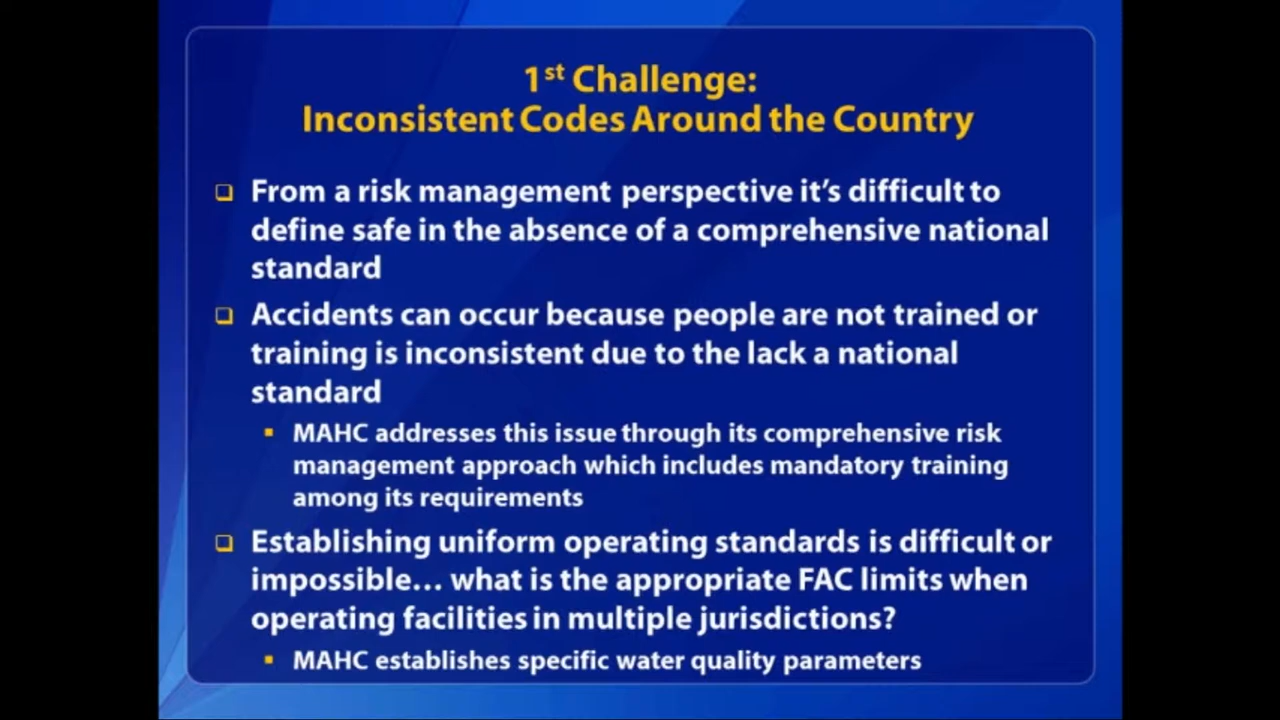 1st Challenge:
Inconsistent Codes Around the Country
From a risk management perspective it’s difficult to
define safe in the absence of a comprehensive national
standard
Accidents can occur because people are not trained or
training is inconsistent due to the lack a national
standard
MAHC addresses this issue through its comprehensive risk
management approach which includes mandatory training
among its requirements
Establishing uniform operating standards is difficult or
impossible… what is the appropriate FAC limits when
operating facilities in multiple jurisdictions?
MAHC establishes specific water quality parameters